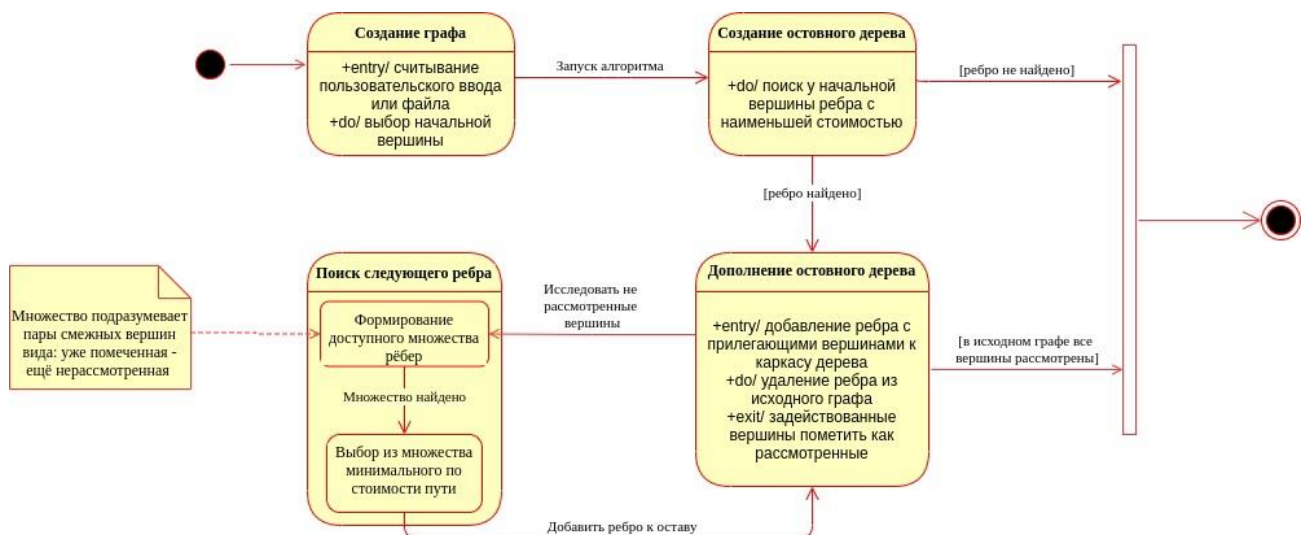 Создание графа
+entry/ считывание
пользовательского ввода
или файла
+do/ выбор начальной
вершины
Запуск алгоритма
Создание остовного дерева
+do/ поиск у начальной
вершины ребра с
наименьшей стоимостью
[ребро не найдено]
[ребро найдено]
Дополнение остовного дерева
+entry/ добавление ребра с
прилегающими вершинами к
каркасу дерева
+do/ удаление ребра из
исходного графа
+exit/ задействованные
вершины пометить как
рассмотренные
[в исходном графе все
вершины рассмотрены]
Исследовать не
рассмотренные
вершины
Поиск следующего ребра
Формирование
доступного множества
рёбер
Множество найдено
Выбор из множества
минимального по
стоимости пути
Добавить ребро к оставу
Множество подразумевает
пары смежных вершин
вида: уже помеченная -
ещё нерассмотренная